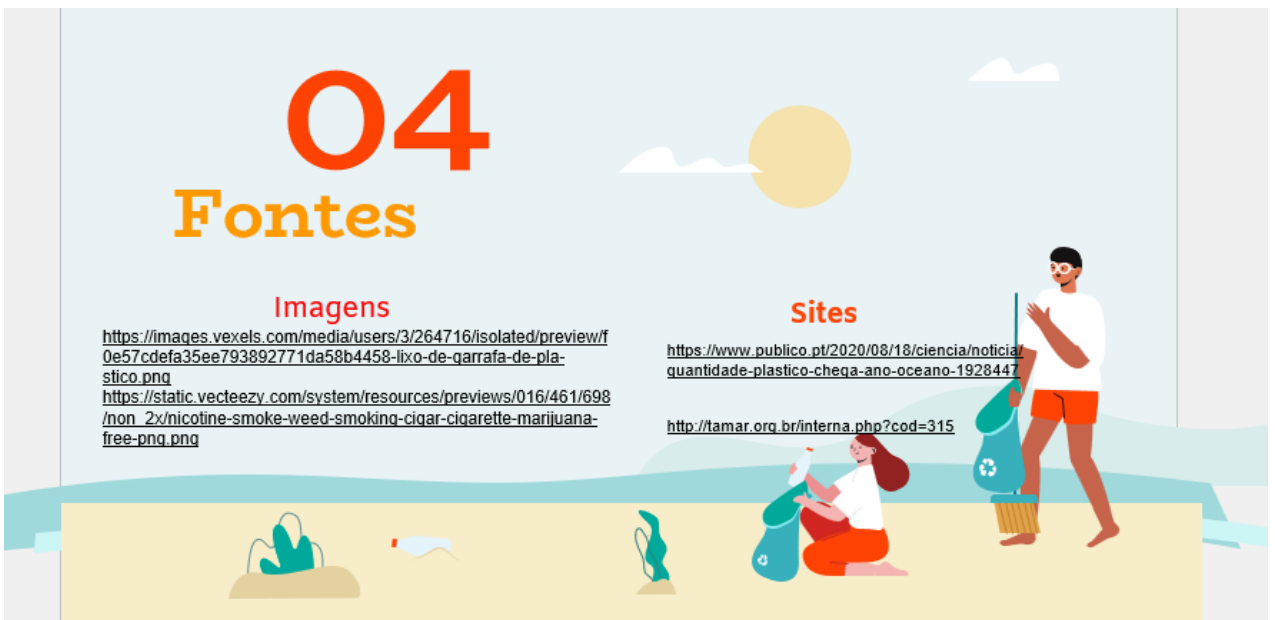 04
Fontes
Imagens
https://images.vexels.com/media/users/3/264716/isolated/preview/f
0e57cdefa35ee793892771da58b4458-lixo-de-garrafa-de-pla-
stico.png
https://static.vecteezy.com/system/resources/previews/016/461/698
/non_2x/nicotine-smoke-weed-smoking-cigar-cigarette-marijuana-
free-png.png
Sites
https://www.publico.pt/2020/08/18/ciencia/noticia/
quantidade-plastico-chega-ano-oceano-1928447
http://tamar.org.br/interna.php?cod=315